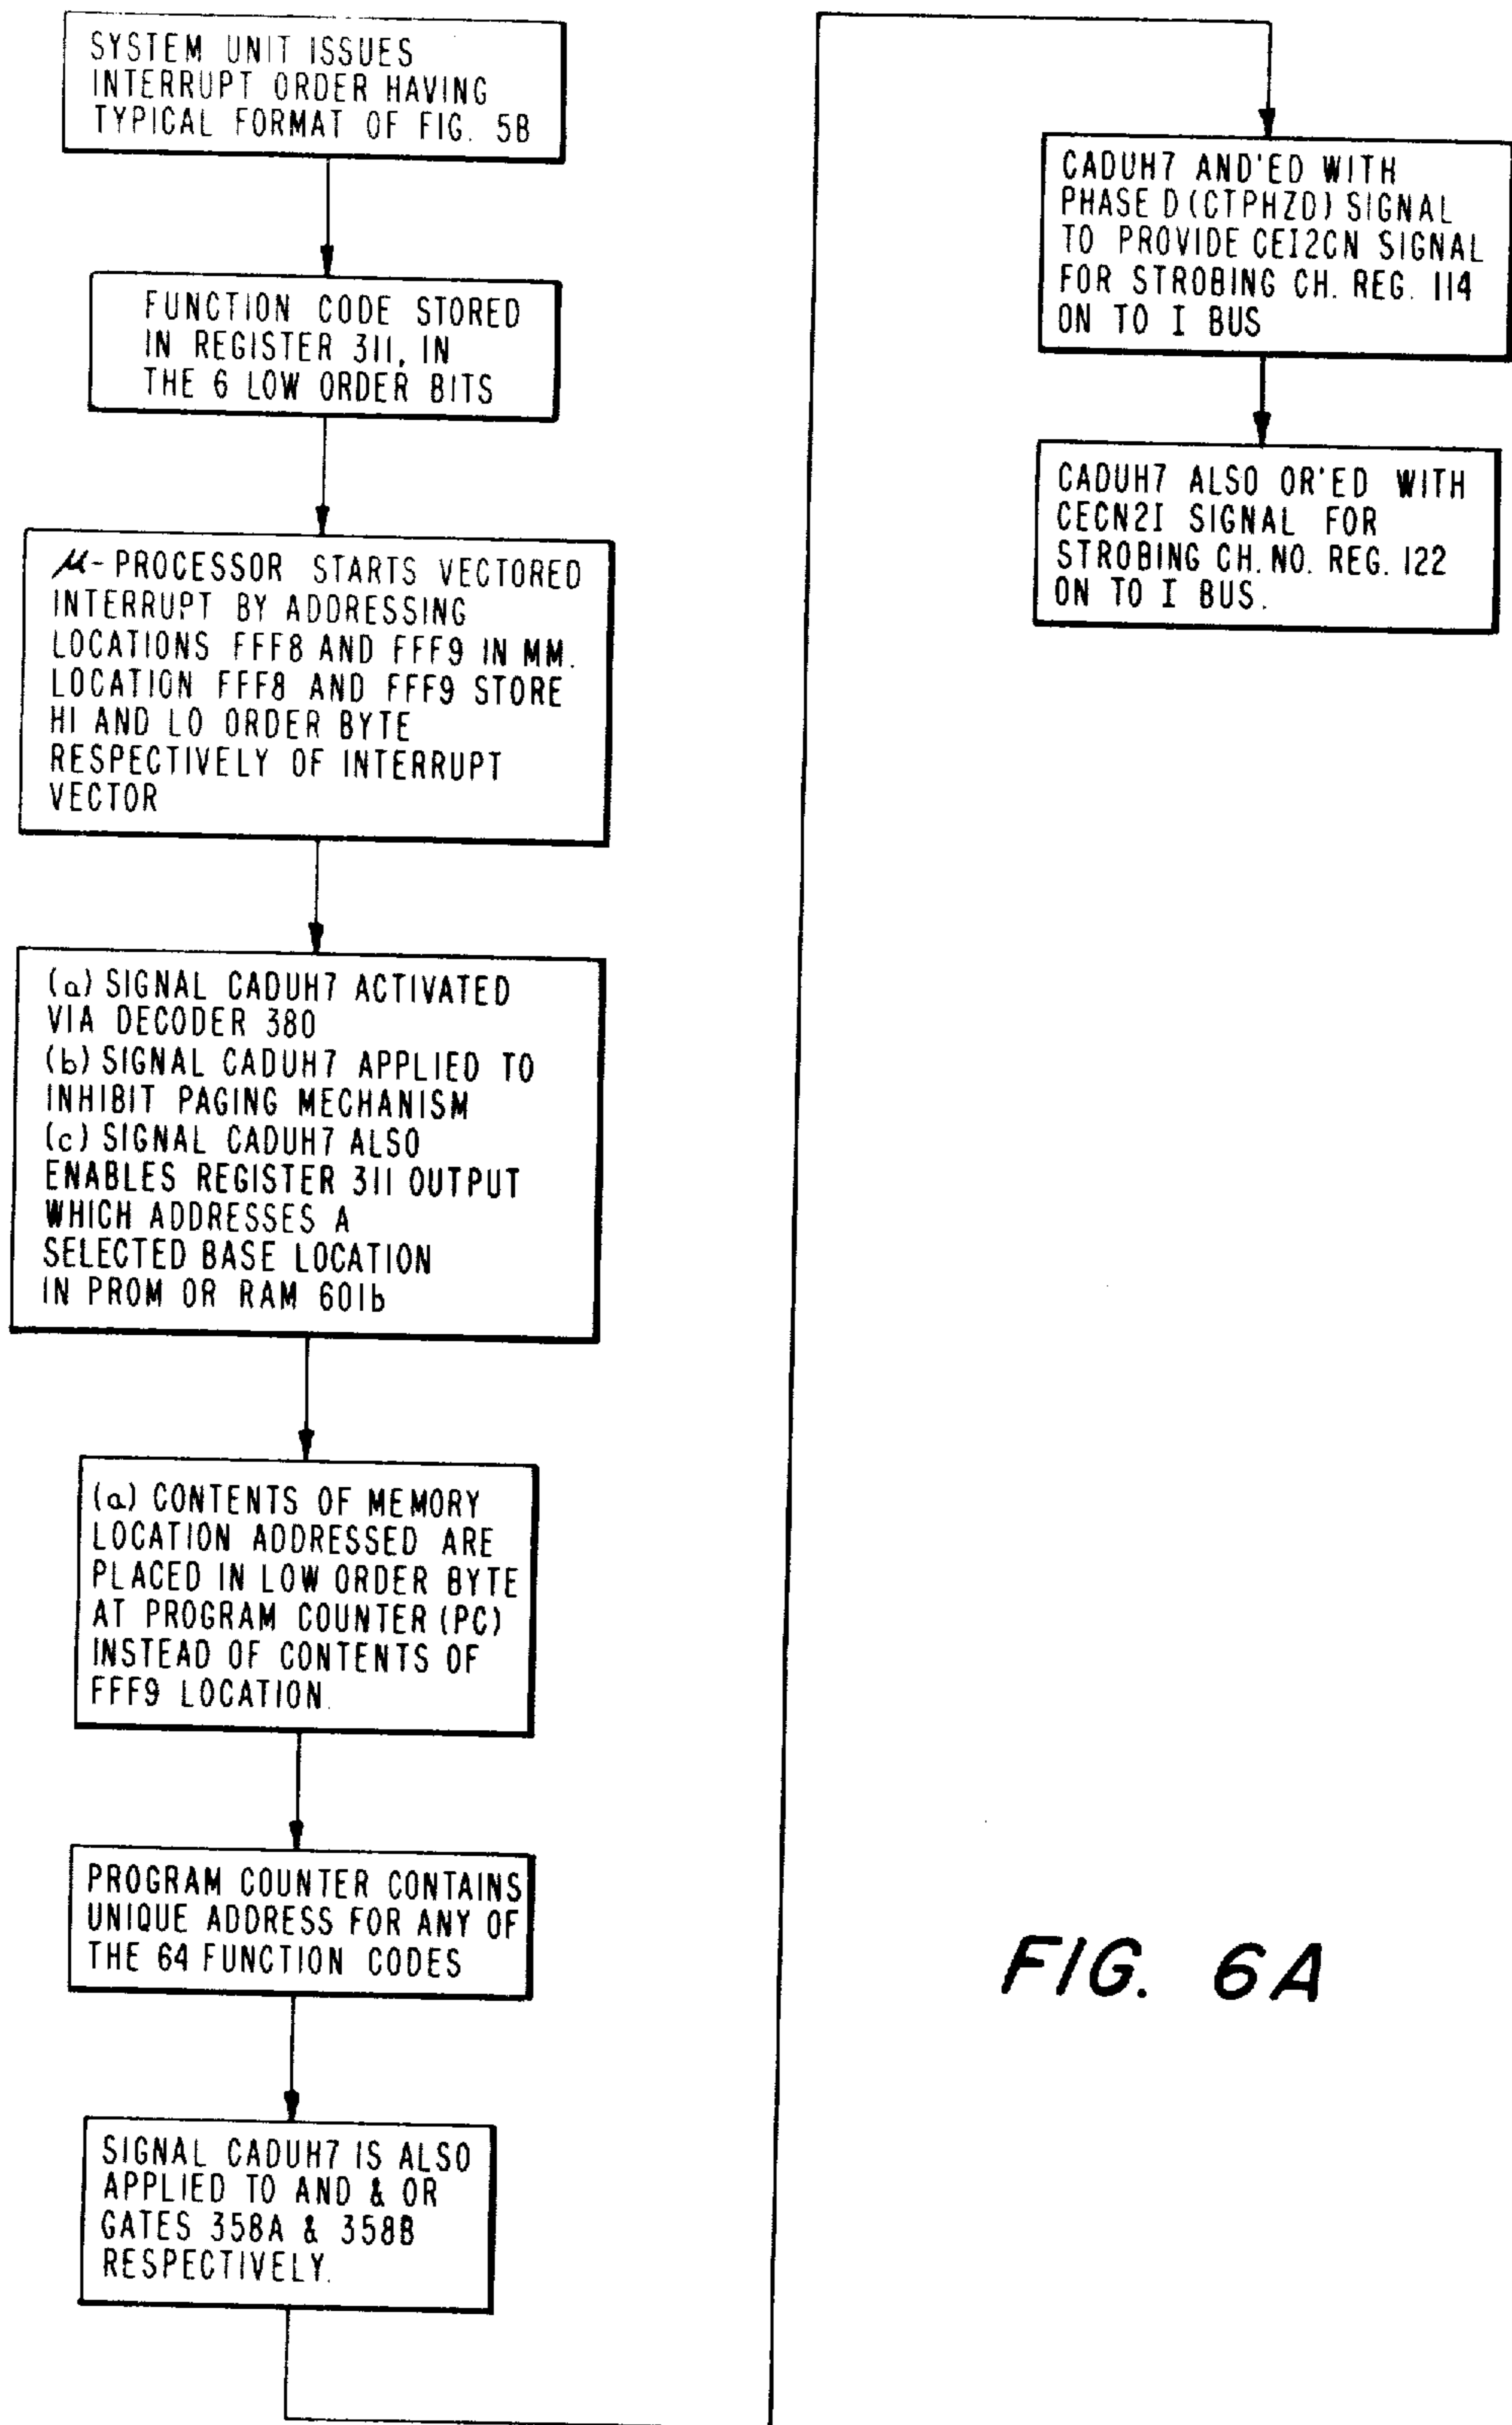 SYSTEM UNIT ISSUES
INTERRUPT ORDER HAVING
TYPICAL FORMAT OF FIG. 5B
FUNCTION CODE STORED
IN REGISTER 311, IN
THE 6 LOW ORDER BITS
μ-PROCESSOR STARTS VECTORED
INTERRUPT BY ADDRESSING
LOCATIONS FFF8 AND FFF9 IN MM.
LOCATION FFF8 AND FFF9 STORE
HI AND LO ORDER BYTE
RESPECTIVELY OF INTERRUPT
VECTOR
(a) SIGNAL CADUH7 ACTIVATED
VIA DECODER 380
(b) SIGNAL CADUH7 APPLIED TO
INHIBIT PAGING MECHANISM
(c) SIGNAL CADUH7 ALSO
ENABLES REGISTER 311 OUTPUT
WHICH ADDRESSES A
SELECTED BASE LOCATION
IN PROM OR RAM 601b
(a) CONTENTS OF MEMORY
LOCATION ADDRESSED ARE
PLACED IN LOW ORDER BYTE
AT PROGRAM COUNTER (PC)
INSTEAD OF CONTENTS OF
FFF9 LOCATION.
PROGRAM COUNTER CONTAINS
UNIQUE ADDRESS FOR ANY OF
THE 64 FUNCTION CODES
SIGNAL CADUH7 IS ALSO
APPLIED TO AND & OR
GATES 358A & 358B
RESPECTIVELY.
CADUH7 AND'ED WITH
PHASE D (CTPHZD) SIGNAL
TO PROVIDE CEI2CN SIGNAL
FOR STROBING CH. REG. 114
ON TO I BUS
CADUH7 ALSO OR'ED WITH
CECN2I SIGNAL FOR
STROBING CH. NO. REG. 122
ON TO I BUS.
FIG. 6A